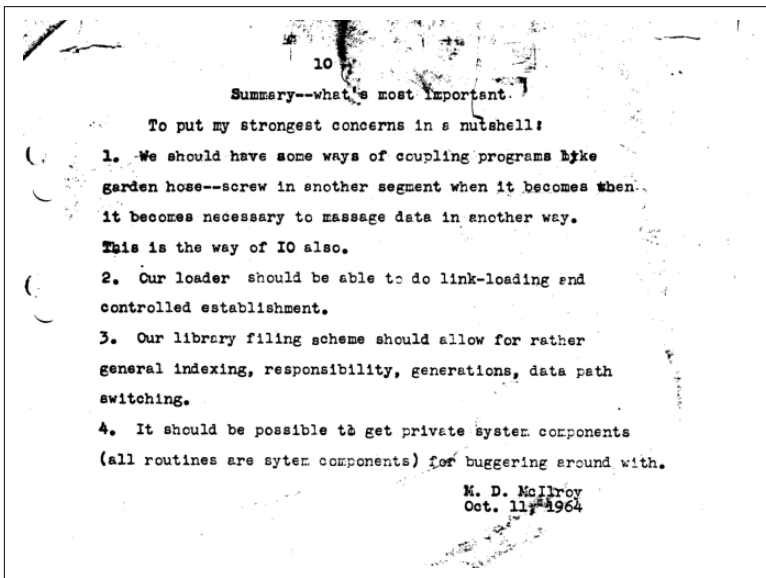 10
Summary--what's most important.
To put my strongest concerns in a nutshell:
1. We should have some ways of coupling programs like
garden hose--screw in another segment when it becomes when
it becomes necessary to massage data in another way.
This is the way of IO also.
2. Our loader should be able to do link-loading and
controlled establishment.
3. Our library filing scheme should allow for rather
general indexing, responsibility, generations, data path
switching.
4. It should be possible to get private system components
(all routines are sytem components) for buggering around with.
M. D. McIlroy
Oct. 11, 1964